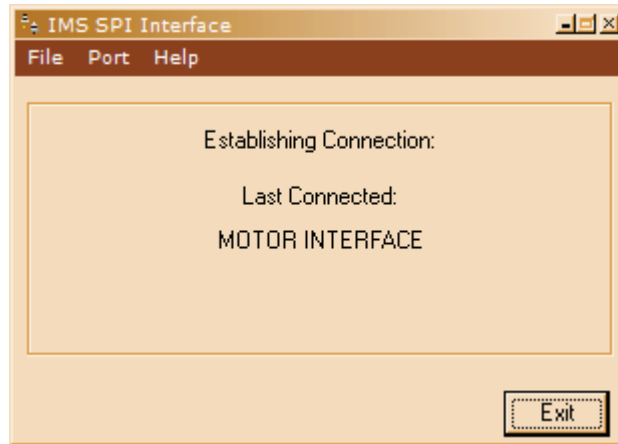 IMS SPI Interface
File Port Help
Establishing Connection:
Last Connected:
MOTOR INTERFACE
Exit